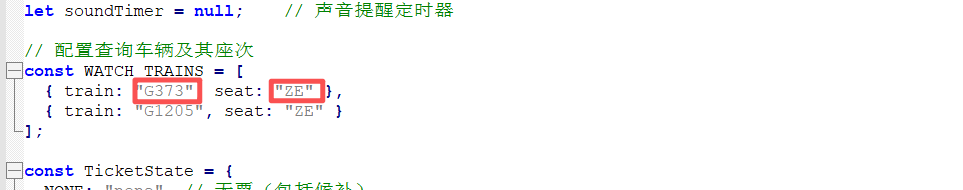 let soundTimer = null;    // 声音提醒定时器
// 配置查询车辆及其座次
const WATCH_TRAINS = [
  { train: "G373"  seat: "ZE" },
  { train: "G1205", seat: "ZE" }
];
const TicketState = {
  NONE: "none"  // 无票（包括候补）